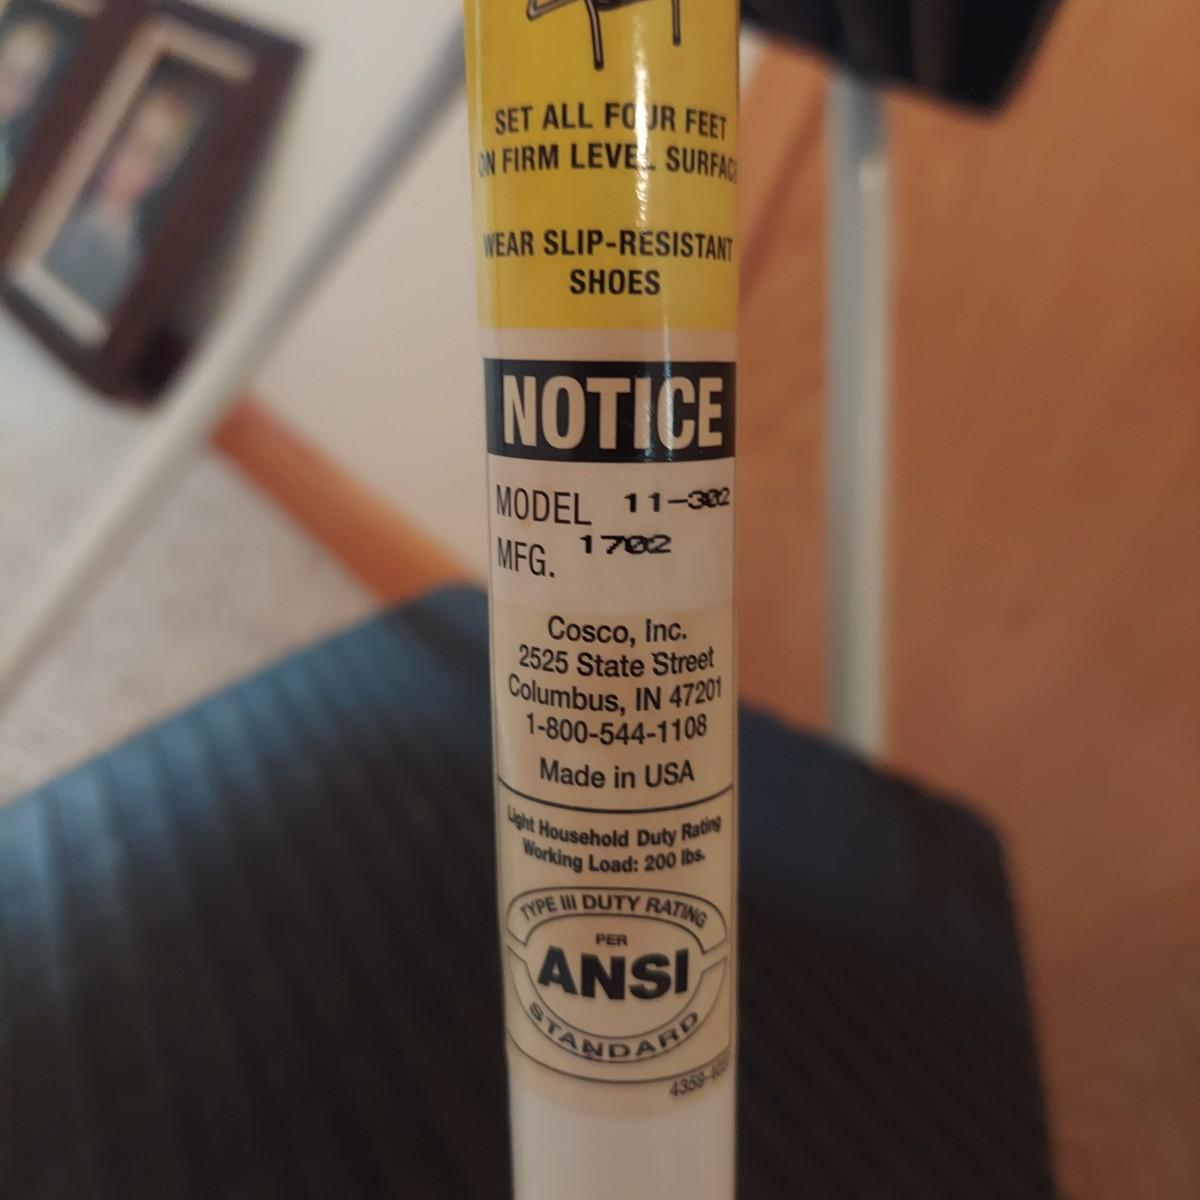 SET ALL FOUR FEET
ON FIRM LEVEL SURFACE
WEAR SLIP-RESISTANT
SHOES
NOTICE
MODEL 11-302
MFG. 1702
Cosco, Inc.
2525 State Street
Columbus, IN 47201
1-800-544-1108
Made in USA
Light Household Duty Rating
Working Load: 200 lbs.
TYPE III DUTY RATING
PER
ANSI
STANDARD